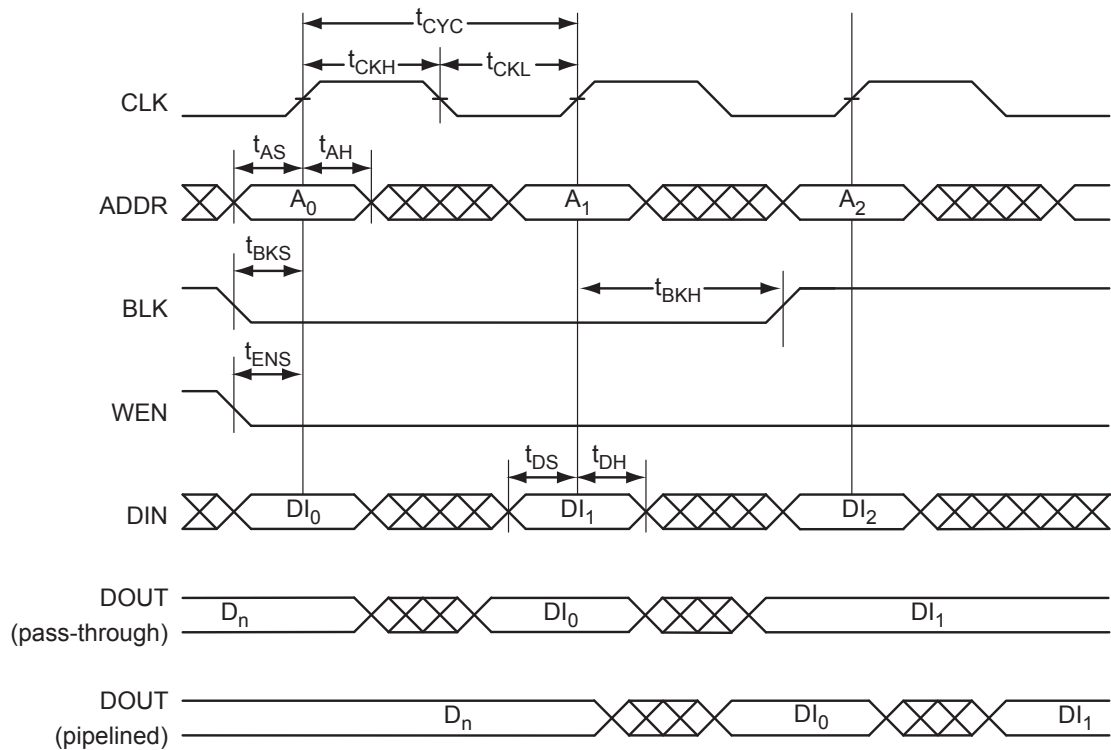 tCYC
tCKH tCKL
CLK
tAS tAH
ADDR A0 A1 A2
tBKS
BLK tBKH
tENS
WEN
tDS tDH
DIN DI0 DI1 DI2
DOUT
(pass-through) Dn DI0 DI1
DOUT
(pipelined) Dn DI0 DI1